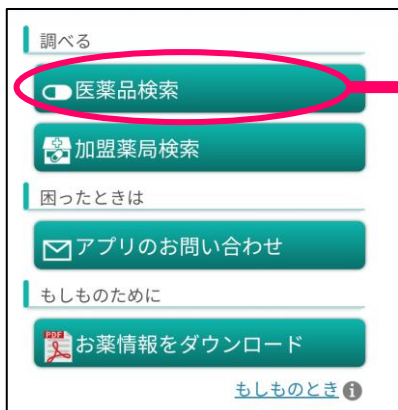 調べる
医薬品検索
加盟薬局検索
困ったときは
アプリのお問い合わせ
もしものために
PDF
お薬情報をダウンロード
もしものとき i